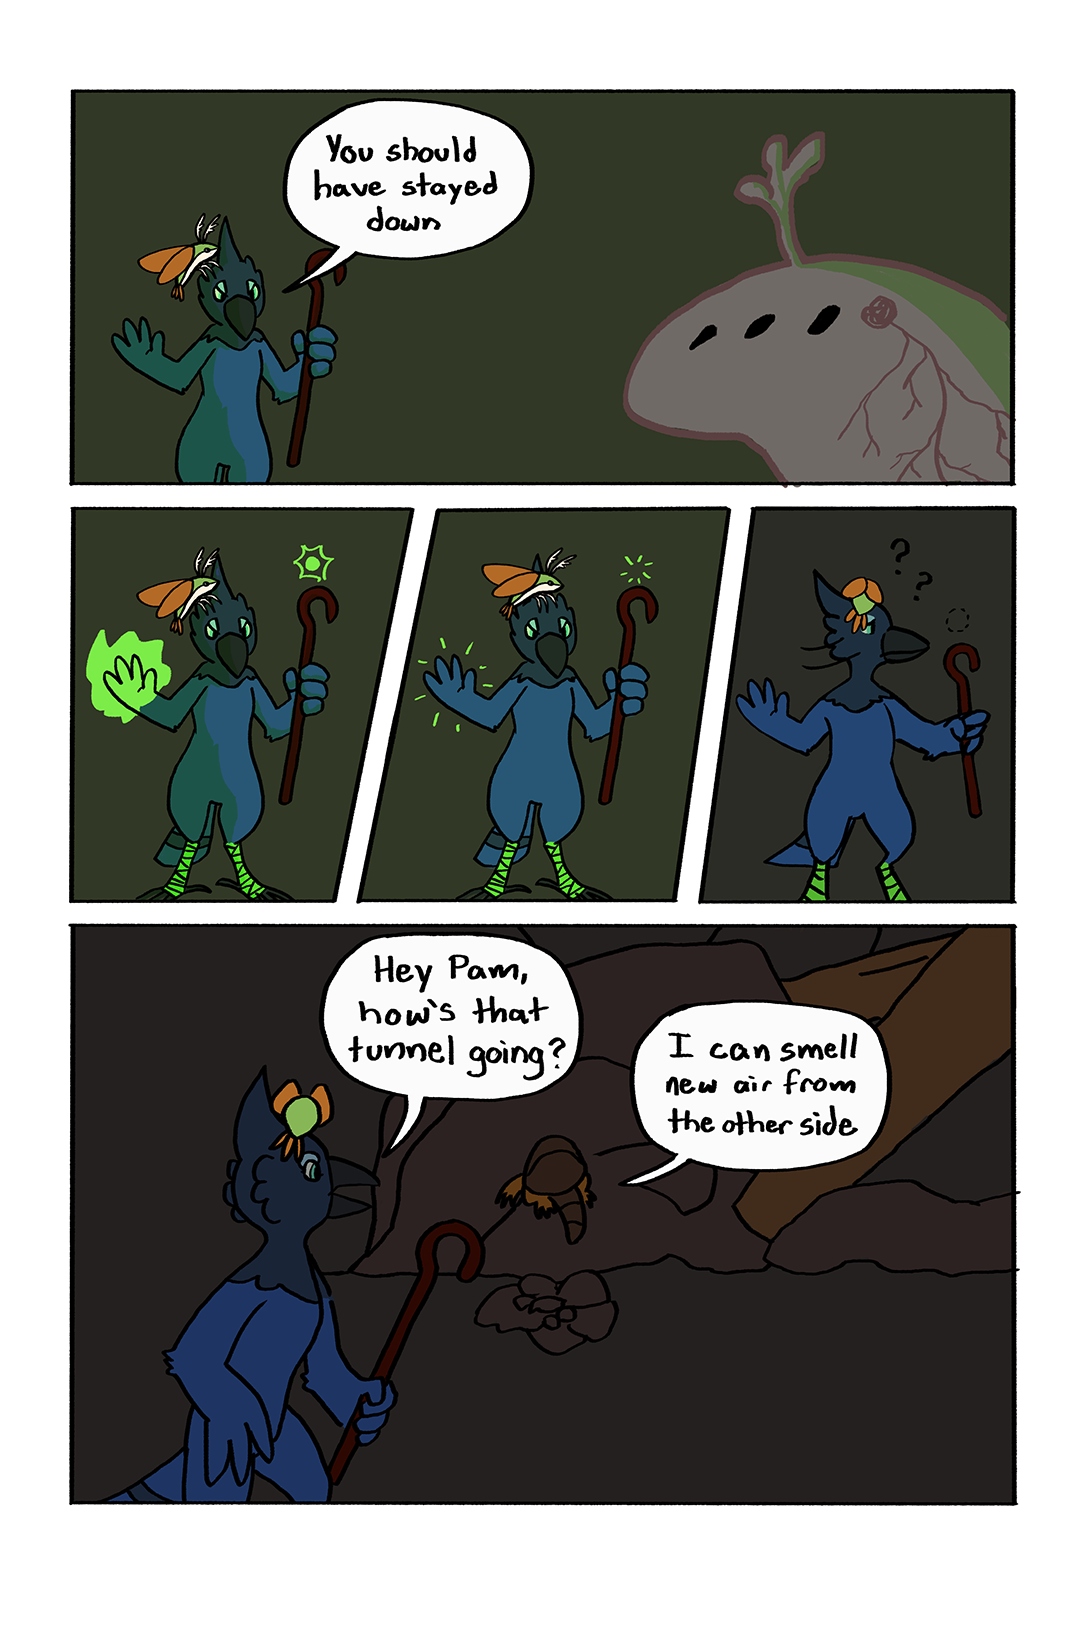 You should
have stayed
down
?
?
Hey Pam,
how's that
tunnel going?
I can smell
new air from
the other side